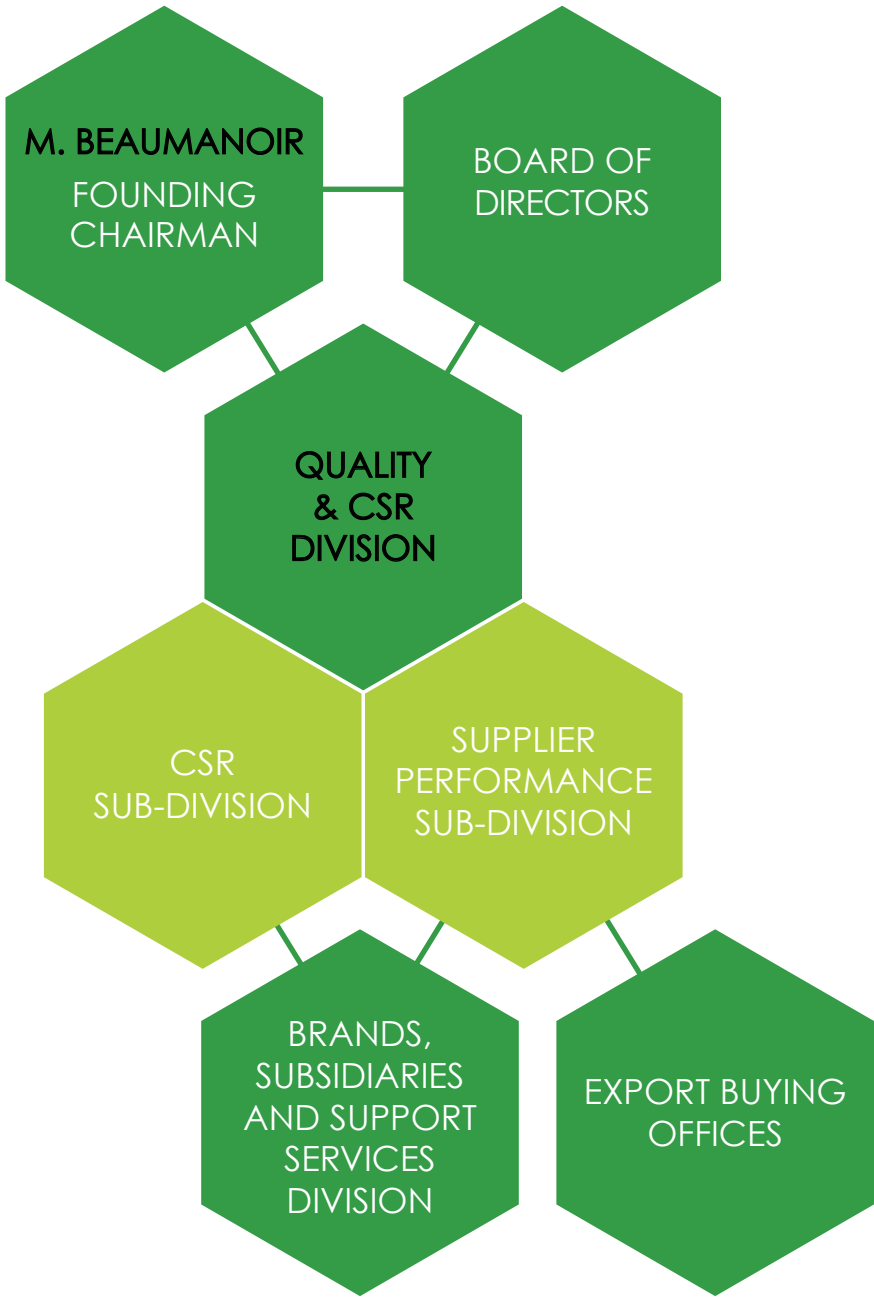 M. BEAUMANOIR
FOUNDING
CHAIRMAN
BOARD OF
DIRECTORS
QUALITY
& CSR
DIVISION
CSR
SUB-DIVISION
SUPPLIER
PERFORMANCE
SUB-DIVISION
BRANDS,
SUBSIDIARIES
AND SUPPORT
SERVICES
DIVISION
EXPORT BUYING
OFFICES